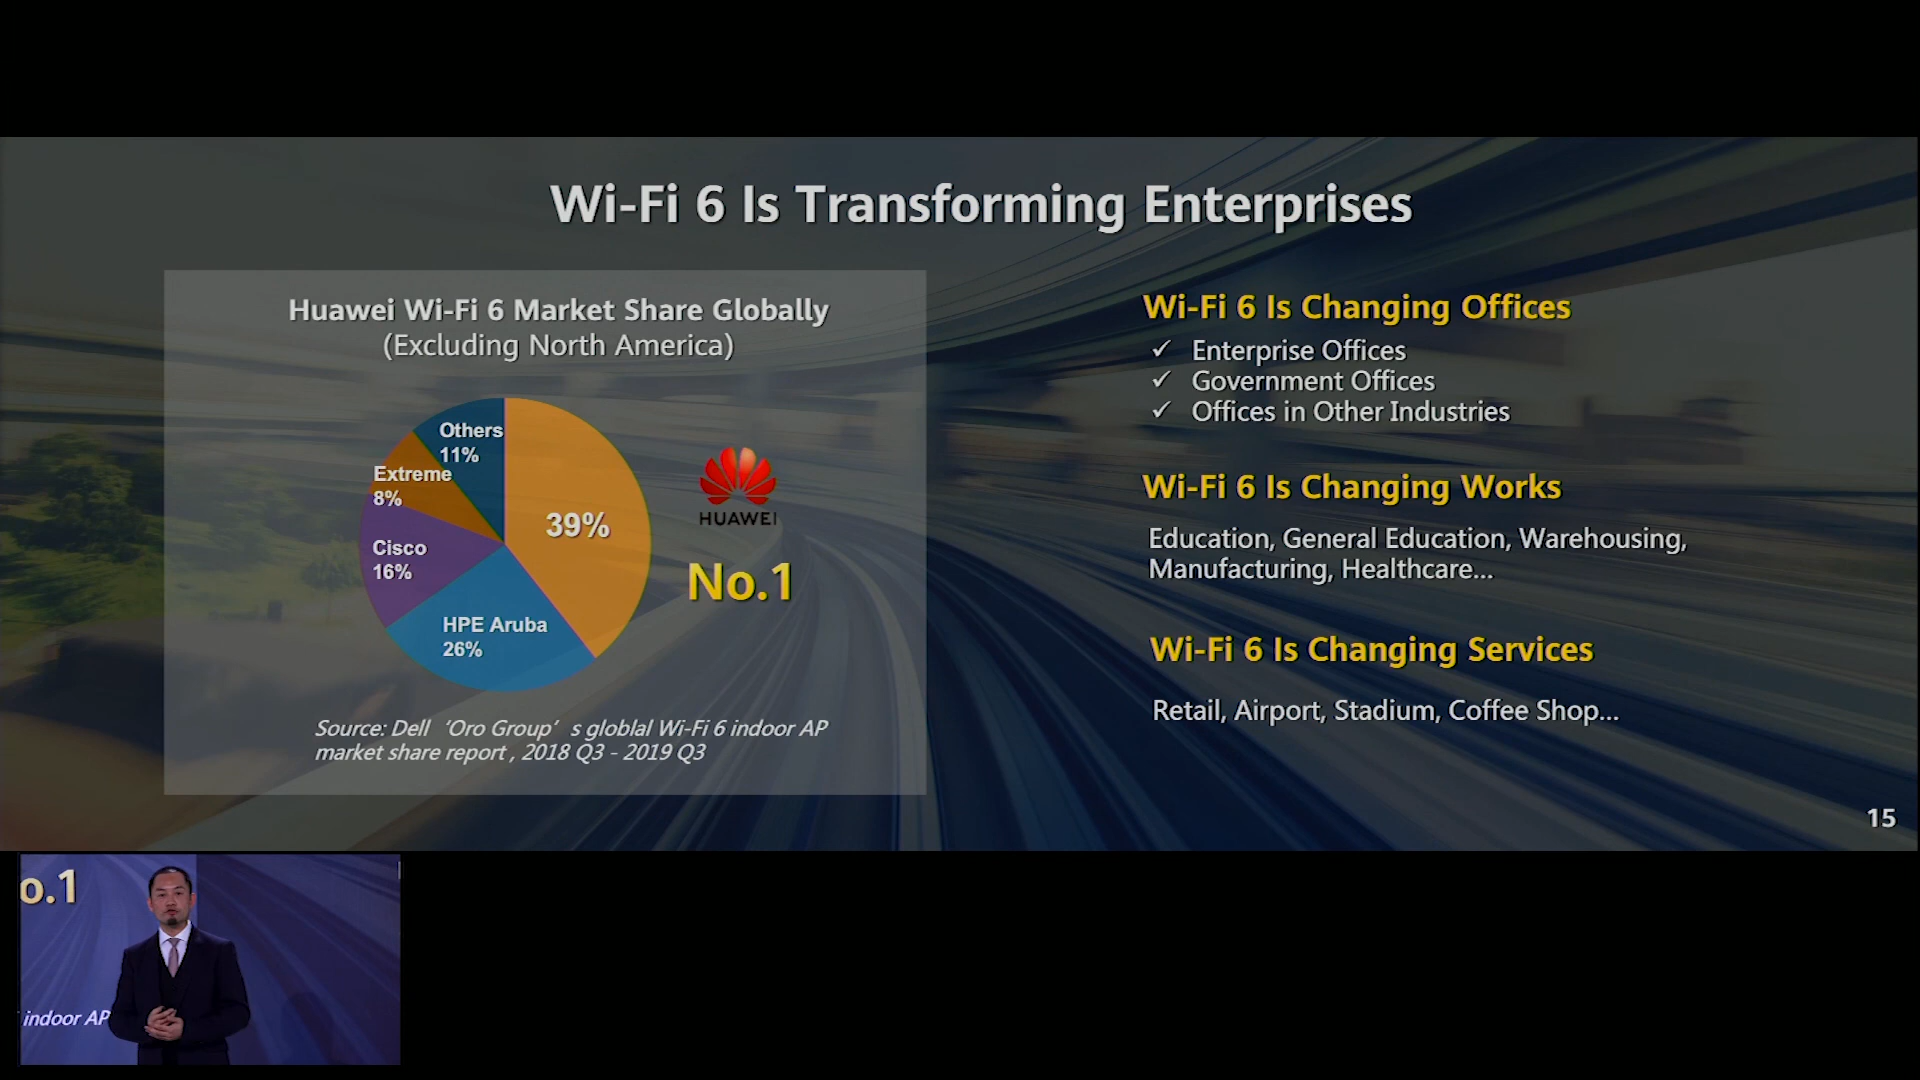 Wi-Fi 6 Is Transforming Enterprises
Huawei Wi-Fi 6 Market Share Globally
(Excluding North America)
Others
11%
Extreme
8%
Cisco
16%
HPE Aruba
26%
39%
HUAWEI
No.1
Source: Dell‘Oro Group’s globlal Wi-Fi 6 indoor AP
market share report , 2018 Q3 - 2019 Q3
Wi-Fi 6 Is Changing Offices
✓ Enterprise Offices
✓ Government Offices
✓ Offices in Other Industries
Wi-Fi 6 Is Changing Works
Education, General Education, Warehousing,
Manufacturing, Healthcare...
Wi-Fi 6 Is Changing Services
Retail, Airport, Stadium, Coffee Shop...
15
o.1
indoor AP